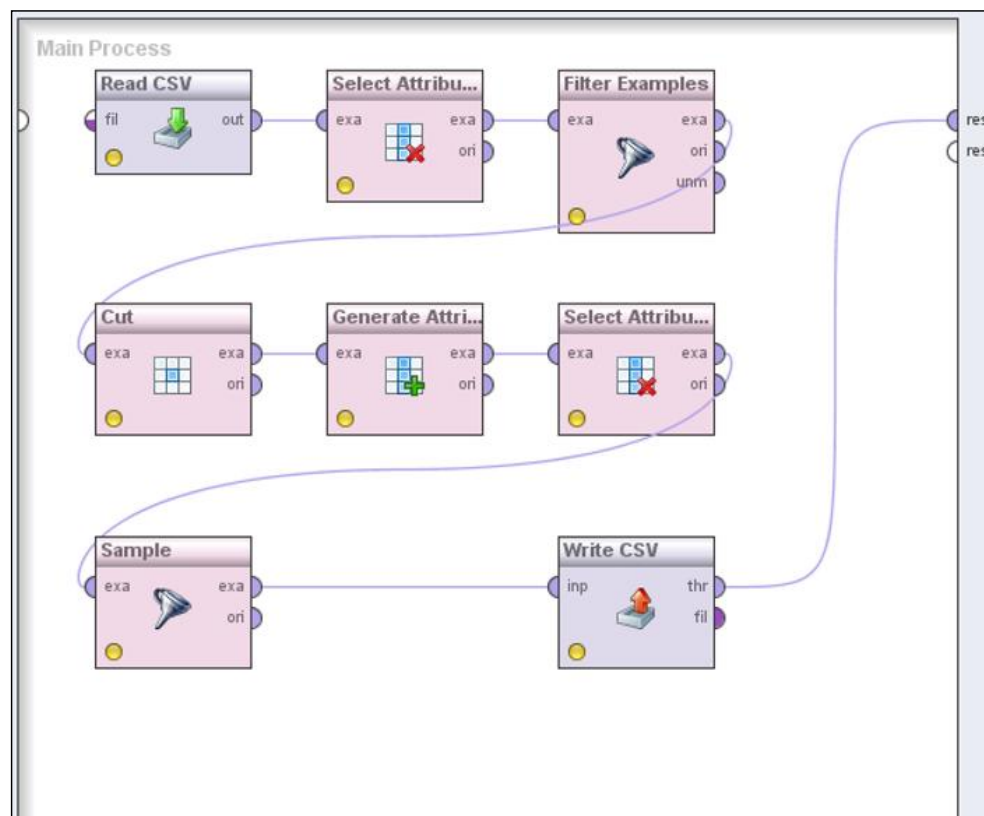 Main Process
Read CSV
fil out
Select Attribu...
exa exa
ori
Filter Examples
exa exa
ori
unm
res
res
Cut
exa exa
ori
Generate Attri...
exa exa
ori
Select Attribu...
exa exa
ori
Sample
exa exa
ori
Write CSV
inp thr
fil